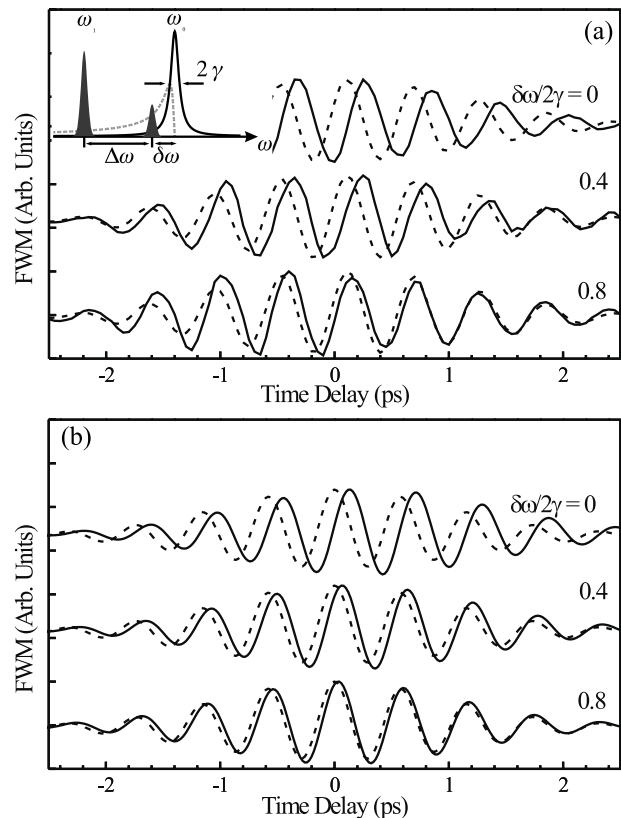 (a)
ω₁
ω₀
2 γ
ω
Δω
δω
δω/2γ = 0
0.4
0.8
FWM (Arb. Units)
-2 -1 0 1 2
Time Delay (ps)
(b)
δω/2γ = 0
0.4
0.8
FWM (Arb. Units)
-2 -1 0 1 2
Time Delay (ps)